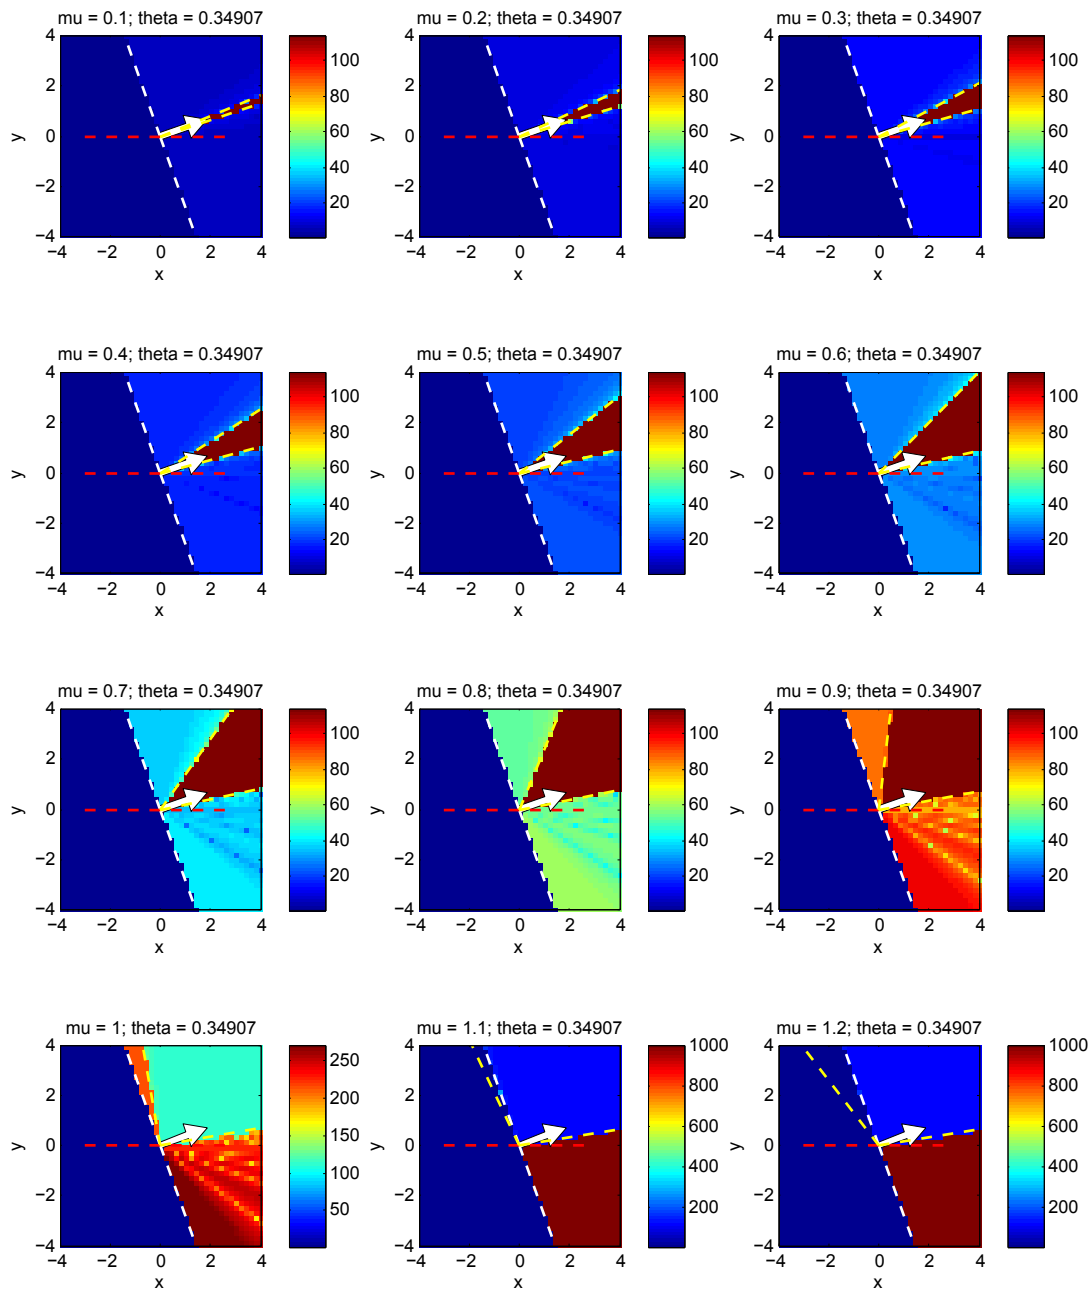 mu = 0.1; theta = 0.34907
mu = 0.2; theta = 0.34907
mu = 0.3; theta = 0.34907
4
2
0
−2
−4
y
−4 −2 0 2 4
x
100
80
60
40
20
4
2
0
−2
−4
y
−4 −2 0 2 4
x
100
80
60
40
20
4
2
0
−2
−4
y
−4 −2 0 2 4
x
100
80
60
40
20
mu = 0.4; theta = 0.34907
mu = 0.5; theta = 0.34907
mu = 0.6; theta = 0.34907
4
2
0
−2
−4
y
−4 −2 0 2 4
x
100
80
60
40
20
4
2
0
−2
−4
y
−4 −2 0 2 4
x
100
80
60
40
20
4
2
0
−2
−4
y
−4 −2 0 2 4
x
100
80
60
40
20
mu = 0.7; theta = 0.34907
mu = 0.8; theta = 0.34907
mu = 0.9; theta = 0.34907
4
2
0
−2
−4
y
−4 −2 0 2 4
x
100
80
60
40
20
4
2
0
−2
−4
y
−4 −2 0 2 4
x
100
80
60
40
20
4
2
0
−2
−4
y
−4 −2 0 2 4
x
100
80
60
40
20
mu = 1; theta = 0.34907
mu = 1.1; theta = 0.34907
mu = 1.2; theta = 0.34907
4
2
0
−2
−4
y
−4 −2 0 2 4
x
250
200
150
100
50
4
2
0
−2
−4
y
−4 −2 0 2 4
x
1000
800
600
400
200
4
2
0
−2
−4
y
−4 −2 0 2 4
x
1000
800
600
400
200